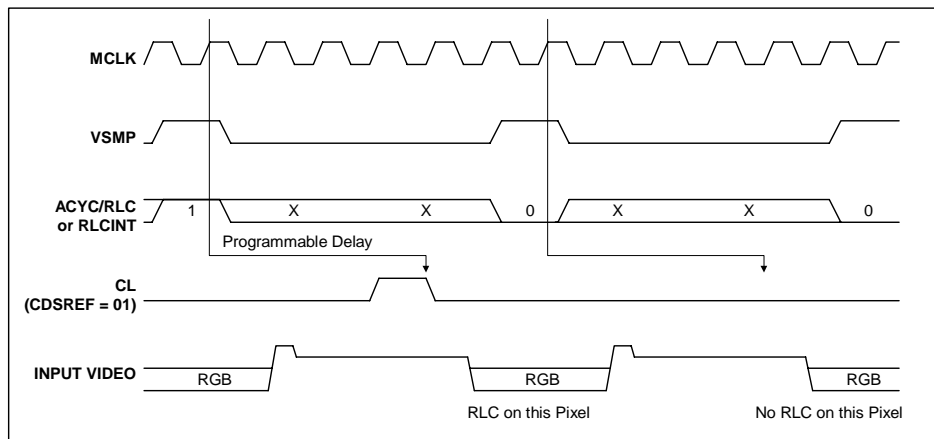 MCLK
VSMP
ACYC/RLC
or RLCINT
1 X X 0 X X 0
Programmable Delay
CL
(CDSREF = 01)
INPUT VIDEO
RGB RGB RGB
RLC on this Pixel No RLC on this Pixel